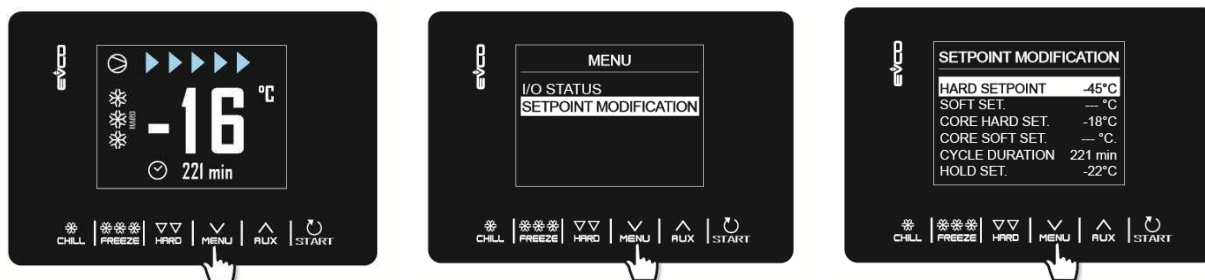 EVCO
HARD
-16 °C
221 min
CHILL FREEZE HARD MENU AUX START
EVCO
MENU
I/O STATUS
SETPOINT MODIFICATION
CHILL FREEZE HARD MENU AUX START
EVCO
SETPOINT MODIFICATION
HARD SETPOINT -45°C
SOFT SET. --- °C
CORE HARD SET. -18°C
CORE SOFT SET. --- °C.
CYCLE DURATION 221 min
HOLD SET. -22°C
CHILL FREEZE HARD MENU AUX START